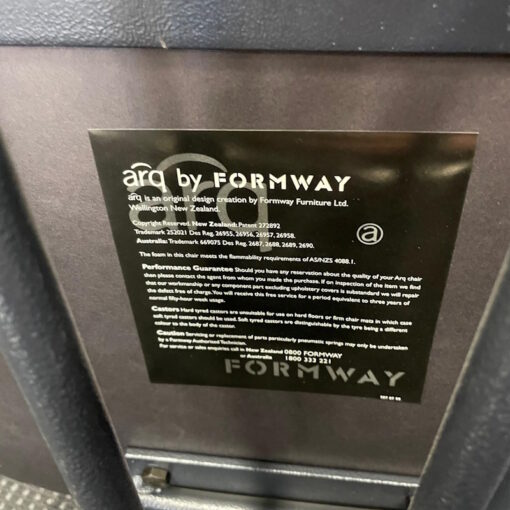 arq by FORMWAY
arq is an original design creation by Formway Furniture Ltd.
Wellington New Zealand.
Copyright Reserved. New Zealand: Patent 272892
Trademark 252021 Des Reg. 26955, 26956, 26957, 26958.
Australia: Trademark 669075 Des Reg. 2687, 2688, 2689, 2690.
a
The foam in this chair meets the flammability requirements of AS/NZS 4088.1.
Performance Guarantee Should you have any reservation about the quality of your Arq chair
than please contact the agent from whom you made the purchase. If on inspection of the item we find
that our workmanship or any component part excluding upholstery covers is substandard we will repair
the defect free of charge. You will receive this free service for a period equivalent to three years of
normal fifty-hour week usage.
Castors Hard tyred castors are unsuitable for use on hard floors or firm chair mats in which case
soft tyred castors should be used. Soft tyred castors are distinguishable by the tyre being a different
colour to the body of the castor.
Caution Servicing or replacement of parts particularly pneumatic springs may only be undertaken
by a Formway Authorised Technician.
For service or sales enquiries call in New Zealand 0800 FORMWAY
or Australia 1800 333 221
FORMWAY